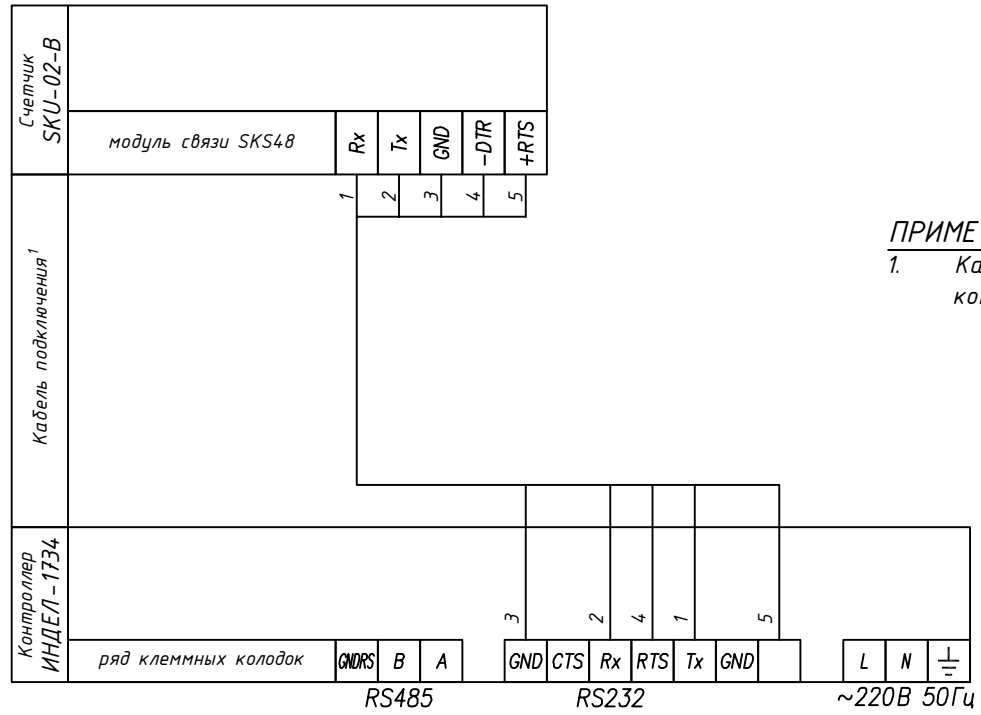 Счетчик
SKU-02-B
модуль связи SKS48
Rx
Tx
GND
-DTR
+RTS
1
2
3
4
5
Кабель подключения¹
ПРИМЕ
1. Ка
ко
3
2
4
1
5
Контроллер
ИНДЕЛ-1734
ряд клеммных колодок
GNDRS
B
A
GND
CTS
Rx
RTS
Tx
GND
L
N
RS485
RS232
~220В 50Гц